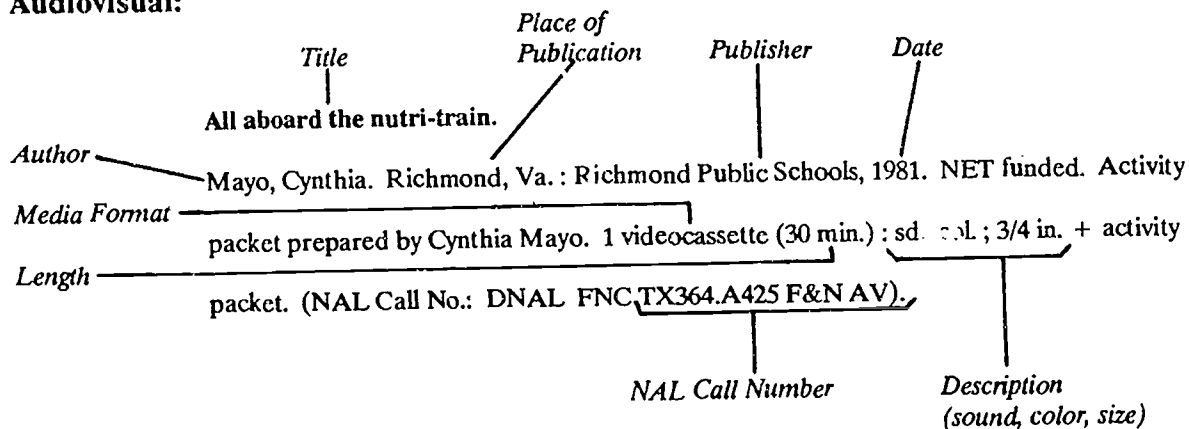 Audiovisual:
Place of
Publication
Title
Publisher
Date
All aboard the nutri-train.
Author
Mayo, Cynthia. Richmond, Va. : Richmond Public Schools, 1981. NET funded. Activity
Media Format
packet prepared by Cynthia Mayo. 1 videocassette (30 min.) : sd. ; 3/4 in. + activity
Length
packet. (NAL Call No.: DNAL FNC TX364.A425 F&N AV).
NAL Call Number
Description
(sound, color, size)